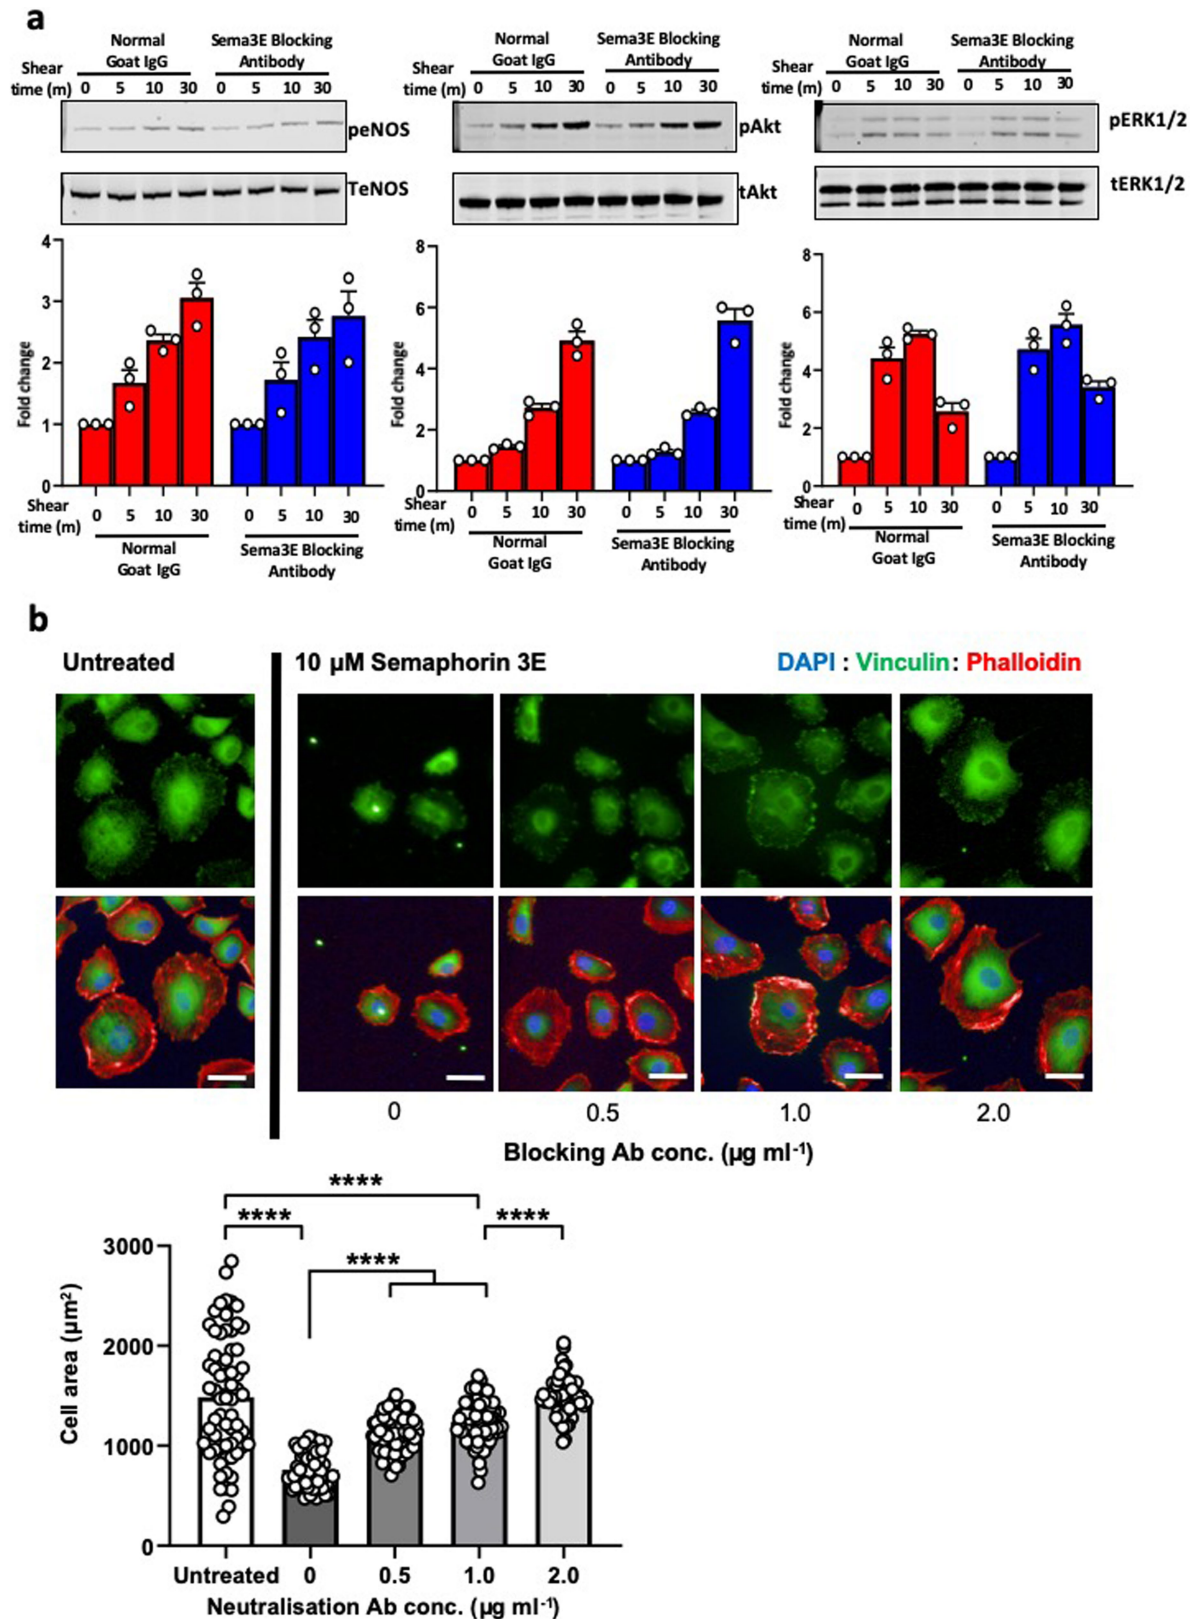 a
Normal
Goat IgG
Sema3E Blocking
Antibody
Shear
time (m)
0 5 10 30 0 5 10 30
peNOS
TeNOS
4
3
2
1
0
Fold change
Shear
time (m)
0 5 10 30 0 5 10 30
Normal
Goat IgG
Sema3E Blocking
Antibody
Normal
Goat IgG
Sema3E Blocking
Antibody
Shear
time (m)
0 5 10 30 0 5 10 30
pAkt
tAkt
8
6
4
2
0
Fold change
Shear
time (m)
0 5 10 30 0 5 10 30
Normal
Goat IgG
Sema3E Blocking
Antibody
Normal
Goat IgG
Sema3E Blocking
Antibody
Shear
time (m)
0 5 10 30 0 5 10 30
pERK1/2
tERK1/2
8
6
4
2
0
Fold change
Shear
time (m)
0 5 10 30 0 5 10 30
Normal
Goat IgG
Sema3E Blocking
Antibody
b
Untreated
10 µM Semaphorin 3E
DAPI : Vinculin : Phalloidin
0 0.5 1.0 2.0
Blocking Ab conc. (µg ml⁻¹)
****
**** ****
****
3000
2000
1000
0
Cell area (µm²)
Untreated 0 0.5 1.0 2.0
Neutralisation Ab conc. (µg ml⁻¹)